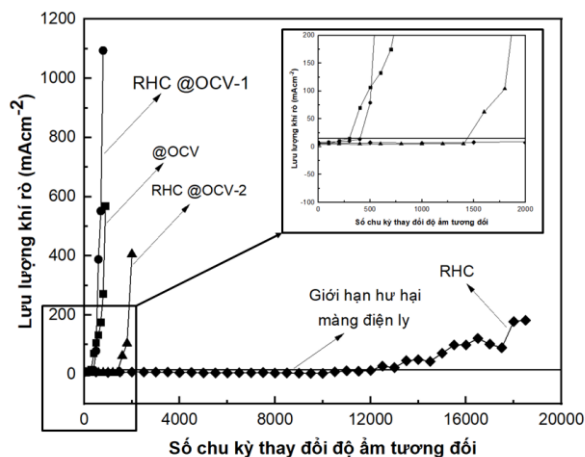 Lưu lượng khí rò (mAcm-2)
1200
1000
800
600
400
200
0
0
4000
8000
12000
16000
20000
Số chu kỳ thay đổi độ ẩm tương đối
RHC @OCV-1
@OCV
RHC @OCV-2
Giới hạn hư hại
màng điện ly
RHC
Lưu lượng khí rò (mAcm-2)
200
150
100
50
0
-50
-100
0
500
1000
1500
2000
Số chu kỳ thay đổi độ ẩm tương đối